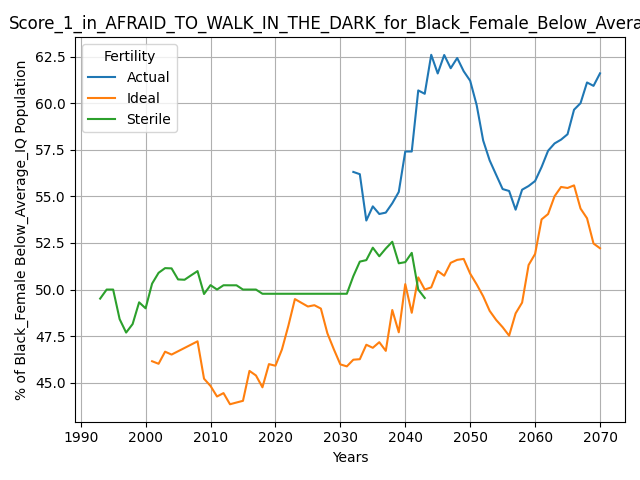 Score_1_in_AFRAID_TO_WALK_IN_THE_DARK_for_Black_Female_Below_Avera
Fertility
Actual
Ideal
Sterile
% of Black_Female Below_Average_IQ Population
62.5
60.0
57.5
55.0
52.5
50.0
47.5
45.0
1990 2000 2010 2020 2030 2040 2050 2060 2070
Years